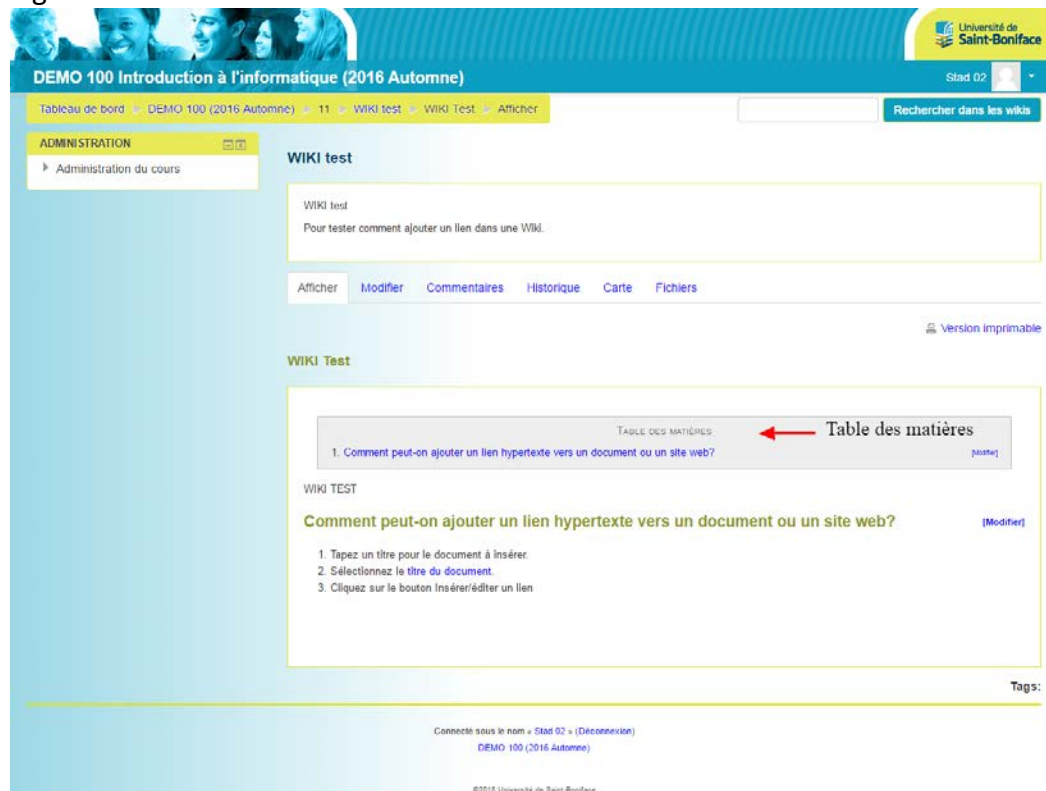 Université de
Saint-Boniface
DEMO 100 Introduction à l'informatique (2016 Automne)
Stad 02
Tableau de bord DEMO 100 (2016 Automne) 11 WIKI test WIKI Test Afficher
Rechercher dans les wikis
ADMINISTRATION
Administration du cours
WIKI test
WIKI test
Pour tester comment ajouter un lien dans une Wiki.
Afficher Modifier Commentaires Historique Carte Fichiers
Version imprimable
WIKI Test
TABLE DES MATIÈRES
Table des matières
1. Comment peut-on ajouter un lien hypertexte vers un document ou un site web? [Modifier]
WIKI TEST
Comment peut-on ajouter un lien hypertexte vers un document ou un site web? [Modifier]
1. Tapez un titre pour le document à insérer.
2. Sélectionnez le titre du document.
3. Cliquez sur le bouton Insérer/éditer un lien
Tags:
Connecté sous le nom « Stad 02 » (Déconnexion)
DEMO 100 (2016 Automne)
Université de Saint-Boniface